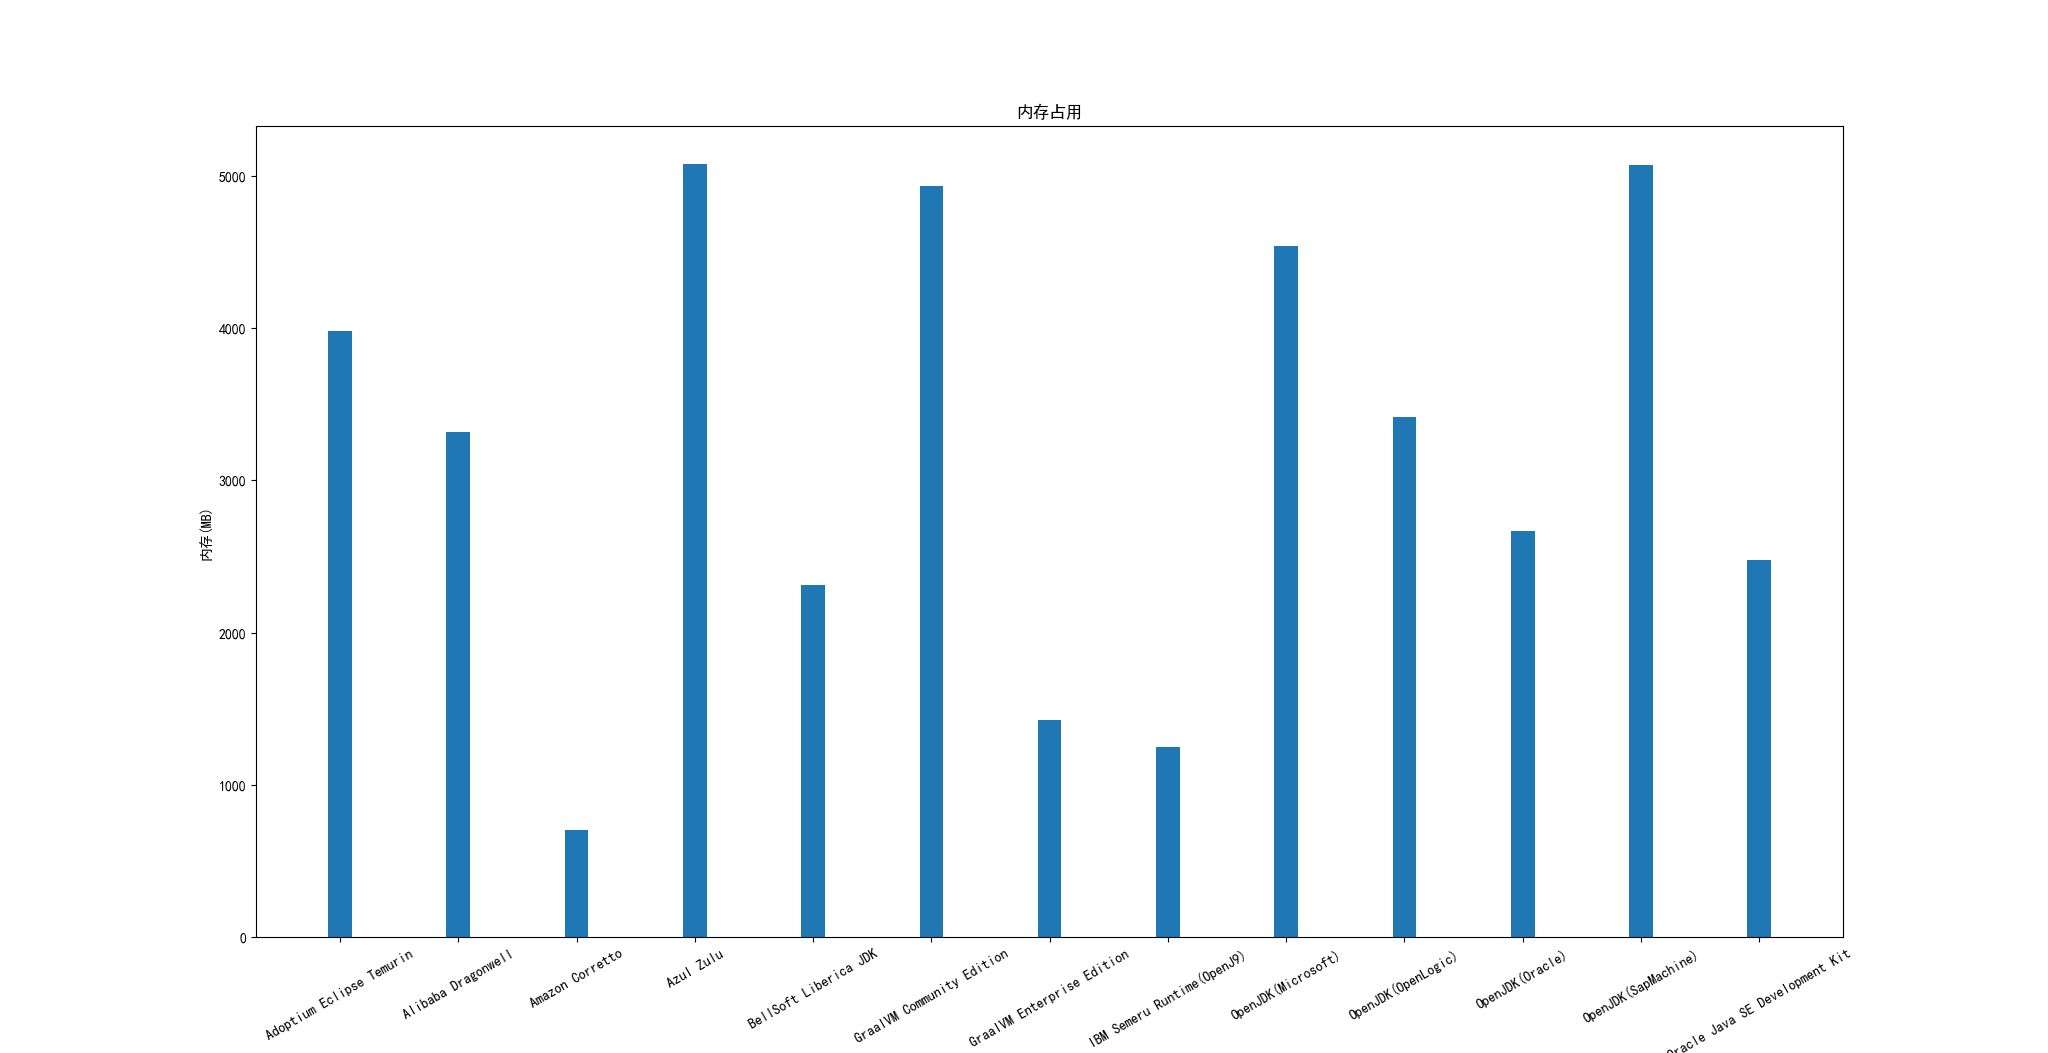 内存占用
内存(MB)
5000
4000
3000
2000
1000
0
Adoptium Eclipse Temurin
Alibaba Dragonwell
Amazon Corretto
Azul Zulu
BellSoft Liberica JDK
GraalVM Community Edition
GraalVM Enterprise Edition
IBM Semeru Runtime(OpenJ9)
OpenJDK(Microsoft)
OpenJDK(OpenLogic)
OpenJDK(Oracle)
OpenJDK(SapMachine)
Oracle Java SE Development Kit